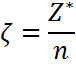 ζ = Z*/n